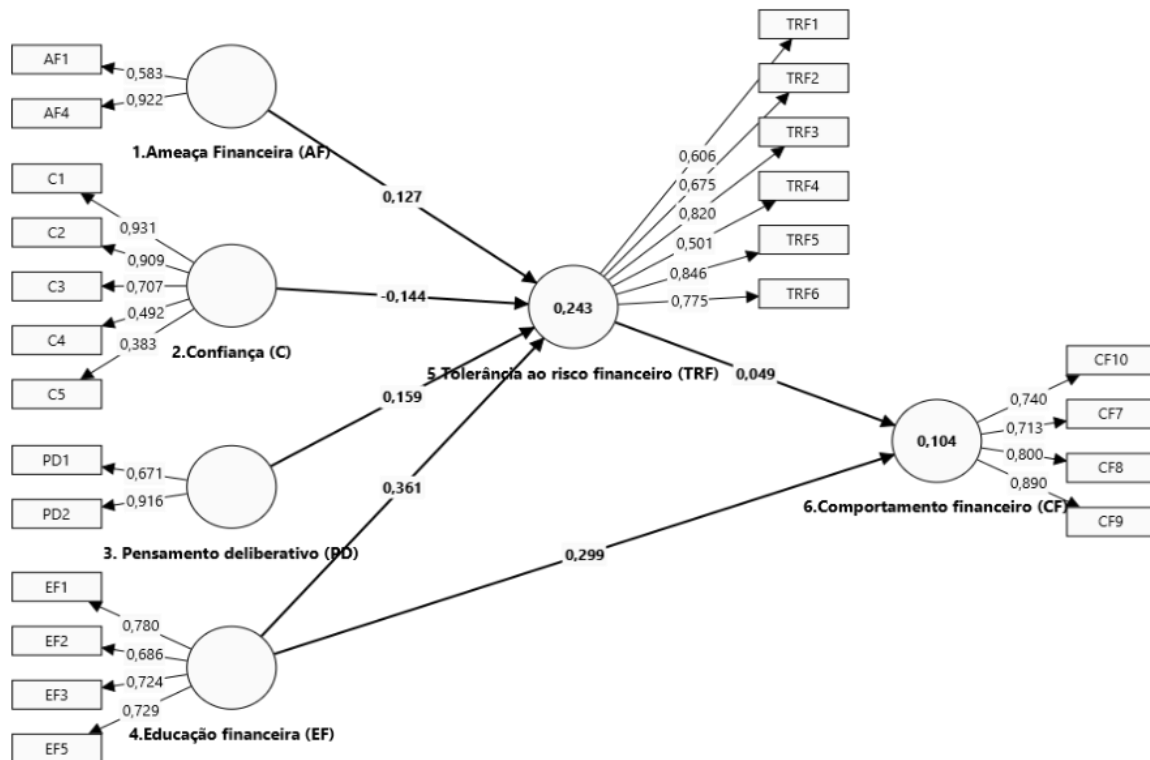 AF1
0,583
AF4
0,922
1.Ameaça Financeira (AF)
0,127
C1
0,931
C2
0,909
C3
0,707
C4
0,492
C5
0,383
2.Confiança (C)
-0,144
PD1
0,671
PD2
0,916
3. Pensamento deliberativo (PD)
0,159
EF1
0,780
EF2
0,686
EF3
0,724
EF5
0,729
4.Educação financeira (EF)
0,361
0,299
TRF1
0,606
TRF2
0,675
TRF3
0,820
TRF4
0,501
TRF5
0,846
TRF6
0,775
0,243
5 Tolerância ao risco financeiro (TRF)
0,049
CF10
0,740
CF7
0,713
CF8
0,800
CF9
0,890
0,104
6.Comportamento financeiro (CF)